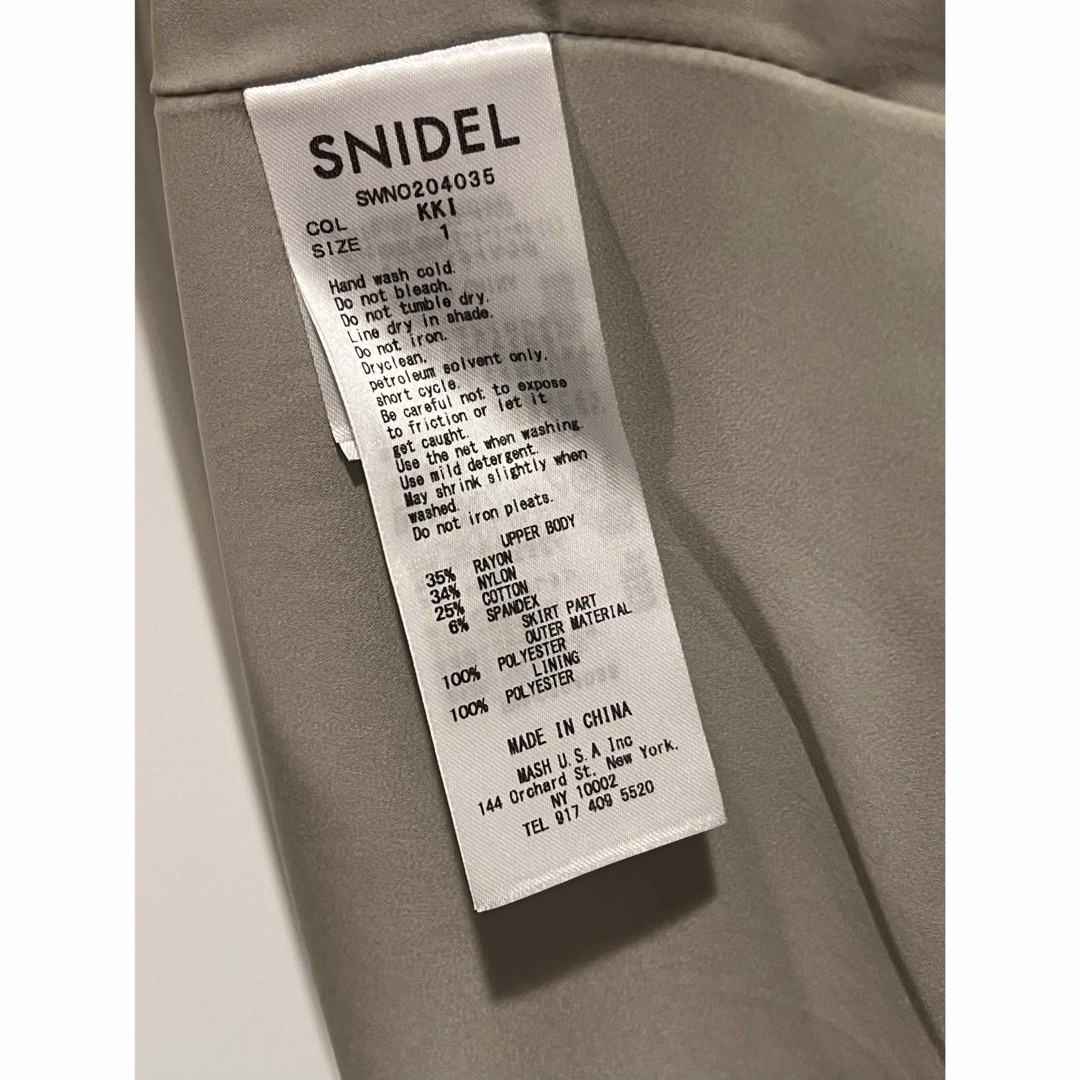 SNIDEL
SWNO204035
COL KKI
SIZE 1
Hand wash cold.
Do not bleach.
Do not tumble dry.
Line dry in shade.
Do not iron.
Dryclean,
petroleum solvent only,
short cycle.
Be careful not to expose
to friction or let it
get caught.
Use the net when washing.
Use mild detergent.
May shrink slightly when
washed.
Do not iron pleats.
UPPER BODY
35% RAYON
34% NYLON
25% COTTON
6% SPANDEX
SKIRT PART
OUTER MATERIAL
100% POLYESTER
LINING
100% POLYESTER
MADE IN CHINA
MASH U.S.A Inc
144 Orchard St. New York,
NY 10002
TEL 917 409 5520